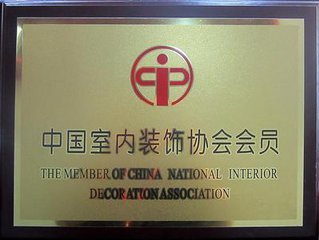 中国室内装饰协会会员
THE MEMBER OF CHINA NATIONAL INTERIOR
DECORATION ASSOCIATION